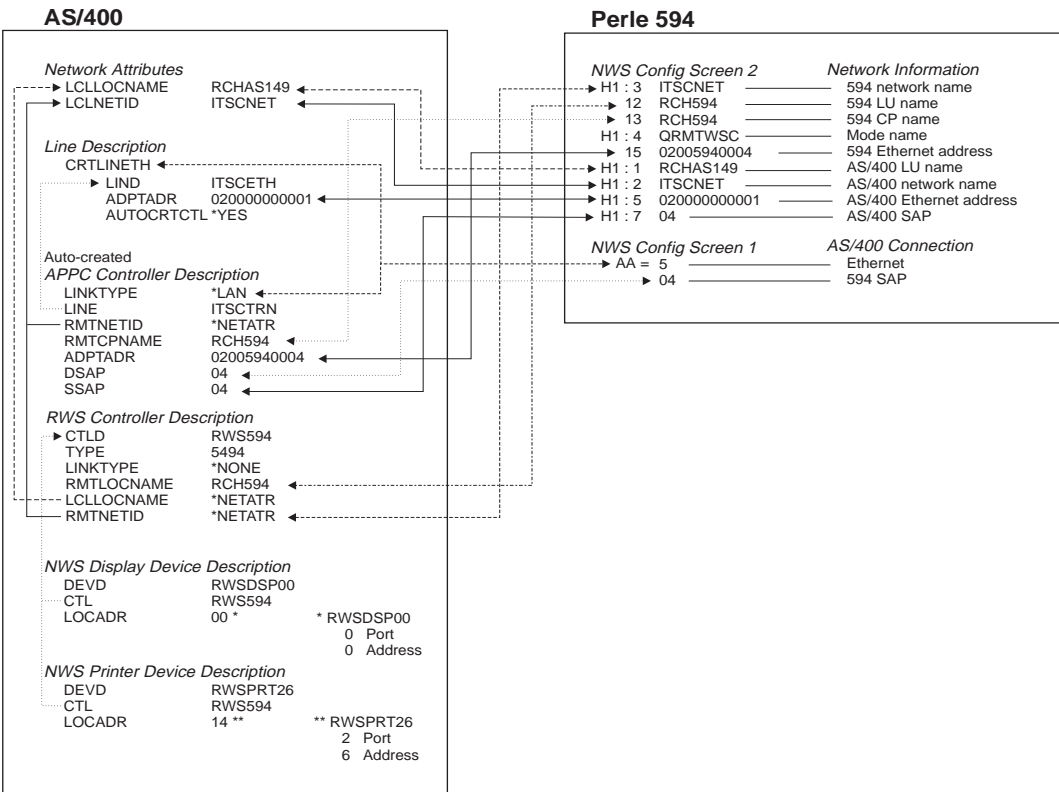 AS/400
Network Attributes
LCLLOCNAME RCHAS149
LCLNETID ITSCNET
Line Description
CRTLINETH
LIND ITSCETH
ADPTADR 020000000001
AUTOCRTCTL *YES
Auto-created
APPC Controller Description
LINKTYPE *LAN
LINE ITSCTRN
RMTNETID *NETATR
RMTCPNAME RCH594
ADPTADR 02005940004
DSAP 04
SSAP 04
RWS Controller Description
CTLD RWS594
TYPE 5494
LINKTYPE *NONE
RMTLOCNAME RCH594
LCLLOCNAME *NETATR
RMTNETID *NETATR
NWS Display Device Description
DEVD RWSDSP00
CTL RWS594
LOCADR 00 * * RWSDSP00
0 Port
0 Address
NWS Printer Device Description
DEVD RWSPRT26
CTL RWS594
LOCADR 14 ** ** RWSPRT26
2 Port
6 Address
Perle 594
NWS Config Screen 2 Network Information
H1 : 3 ITSCNET 594 network name
12 RCH594 594 LU name
13 RCH594 594 CP name
H1 : 4 QRMTWSC Mode name
15 02005940004 594 Ethernet address
H1 : 1 RCHAS149 AS/400 LU name
H1 : 2 ITSCNET AS/400 network name
H1 : 5 020000000001 AS/400 Ethernet address
H1 : 7 04 AS/400 SAP
NWS Config Screen 1 AS/400 Connection
AA = 5 Ethernet
04 594 SAP